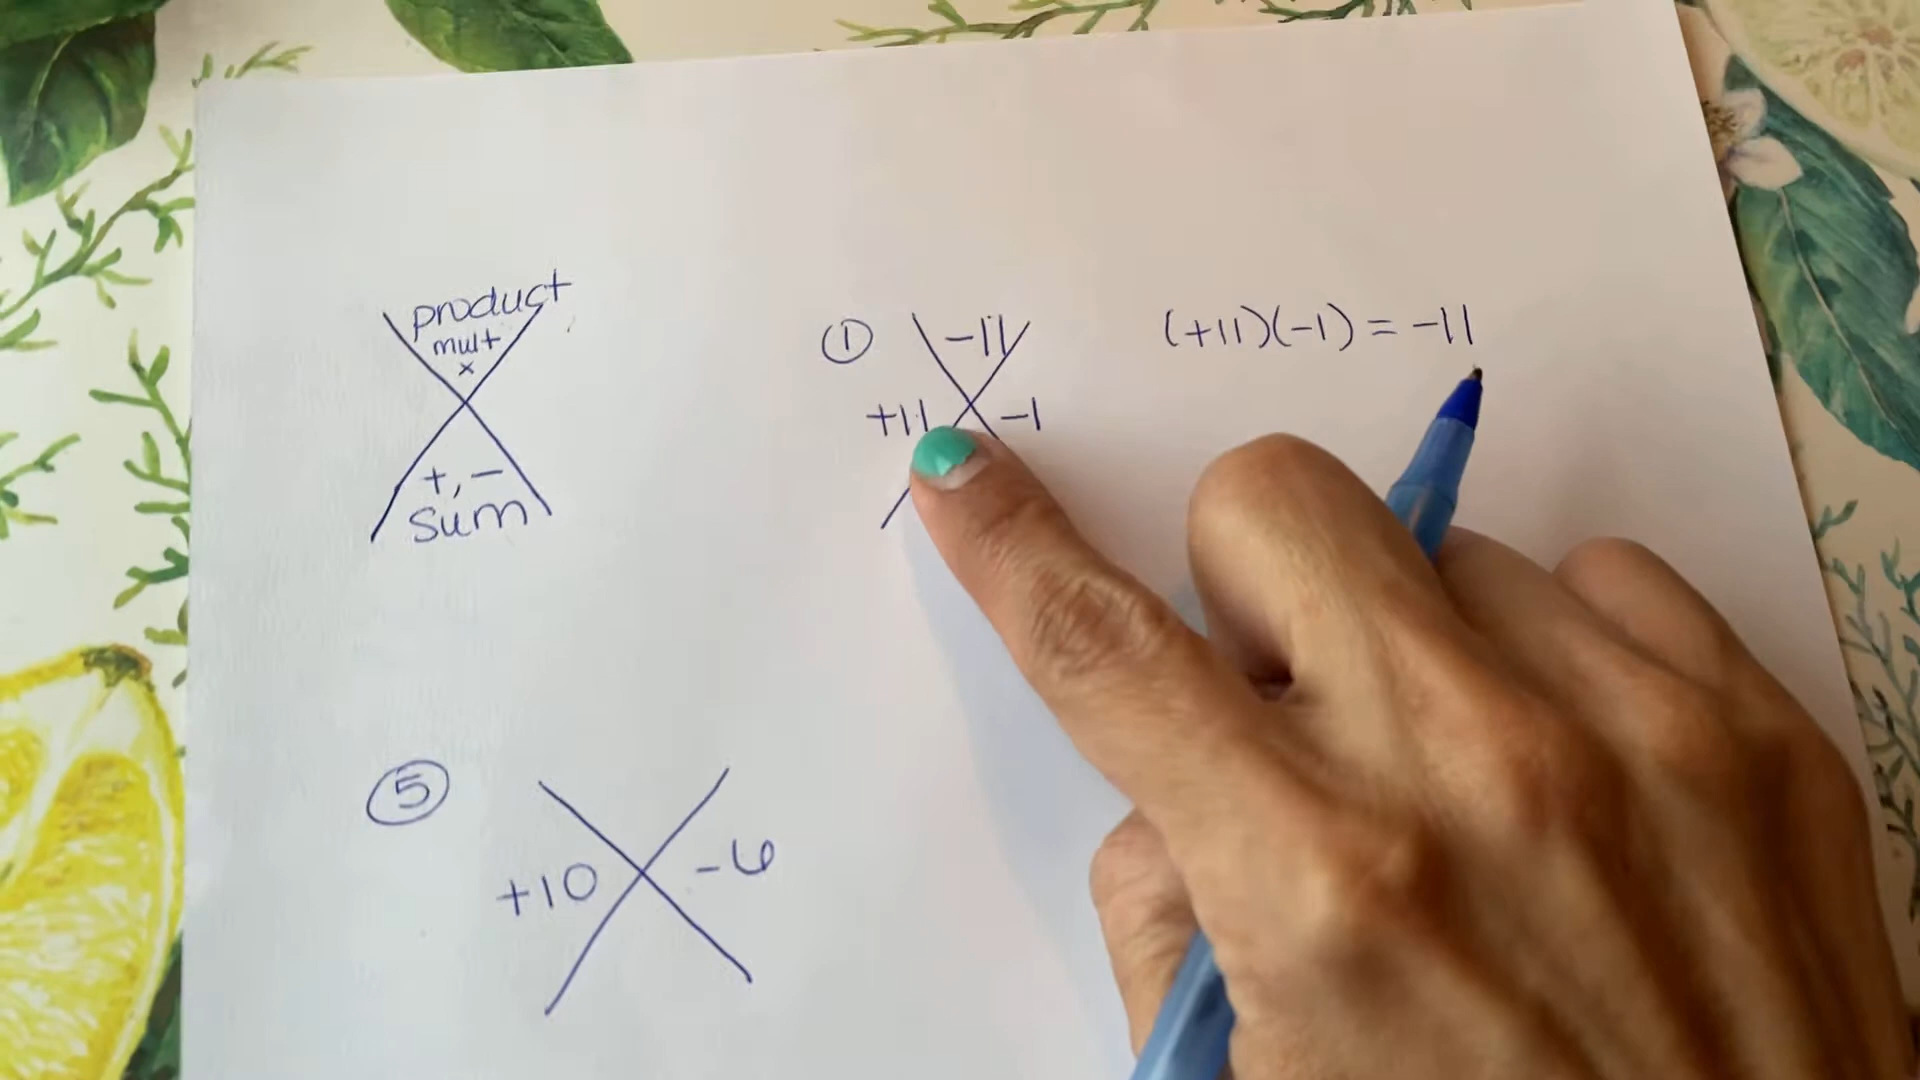 product
mult
x
+, -
Sum
① -11
+11 -1
(+11)(-1) = -11
⑤
+10 -6